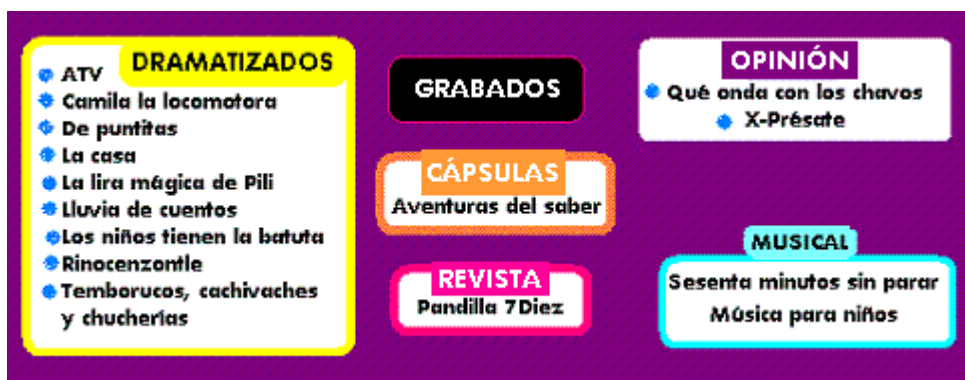 DRAMATIZADOS
ATV
Camila la locomotora
De puntitas
La casa
La lira mágica de Pili
Lluvia de cuentos
Los niños tienen la batuta
Rinocenzontle
Temborucos, cachivaches
y chucherías
GRABADOS
CÁPSULAS
Aventuras del saber
REVISTA
Pandilla 7Diez
OPINIÓN
Qué onda con los chavos
X-Présate
MUSICAL
Sesenta minutos sin parar
Música para niños